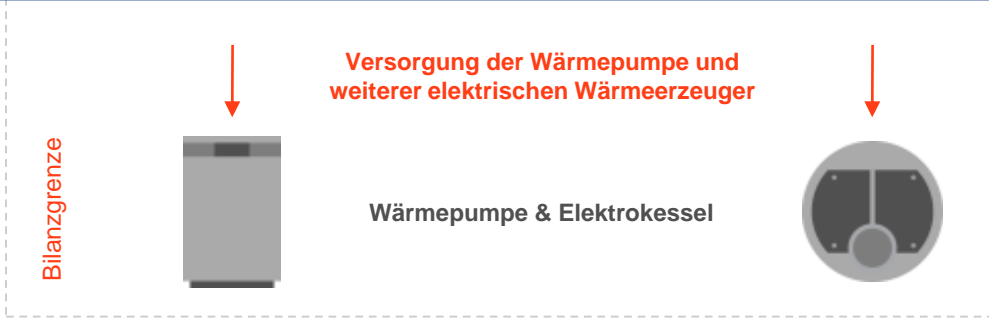 Versorgung der Wärmepumpe und
weiterer elektrischen Wärmeerzeuger
Bilanzgrenze
Wärmepumpe & Elektrokessel